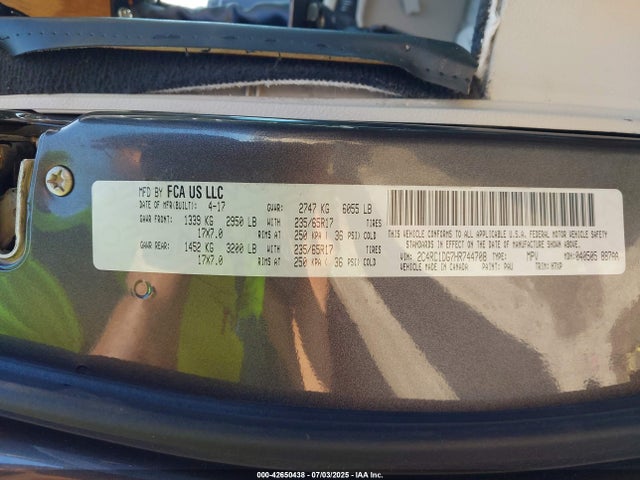 MFD BY FCA US LLC
DATE OF MFR(BUILT): 4-17 GVWR: 2747 KG 6055 LB
GAWR FRONT: 1339 KG 2950 LB WITH 235/65R17 TIRES
17X7.0 RIMS AT 250 KPA ( 36 PSI) COLD
GAWR REAR: 1452 KG 3200 LB WITH 235/65R17 TIRES
17X7.0 RIMS AT 250 KPA ( 36 PSI) COLD
THIS VEHICLE CONFORMS TO ALL APPLICABLE U.S. FEDERAL MOTOR VEHICLE SAFETY
STANDARDS IN EFFECT ON THE DATE OF MANUFACTURE SHOWN ABOVE.
VIN: 2C4RC1DG7HR744708 TYPE: MPV MDH: 040505 887AA
VEHICLE MADE IN CANADA PAINT: PAU TRIM:
000-42650438 - 07/03/2025 - IAA Inc.